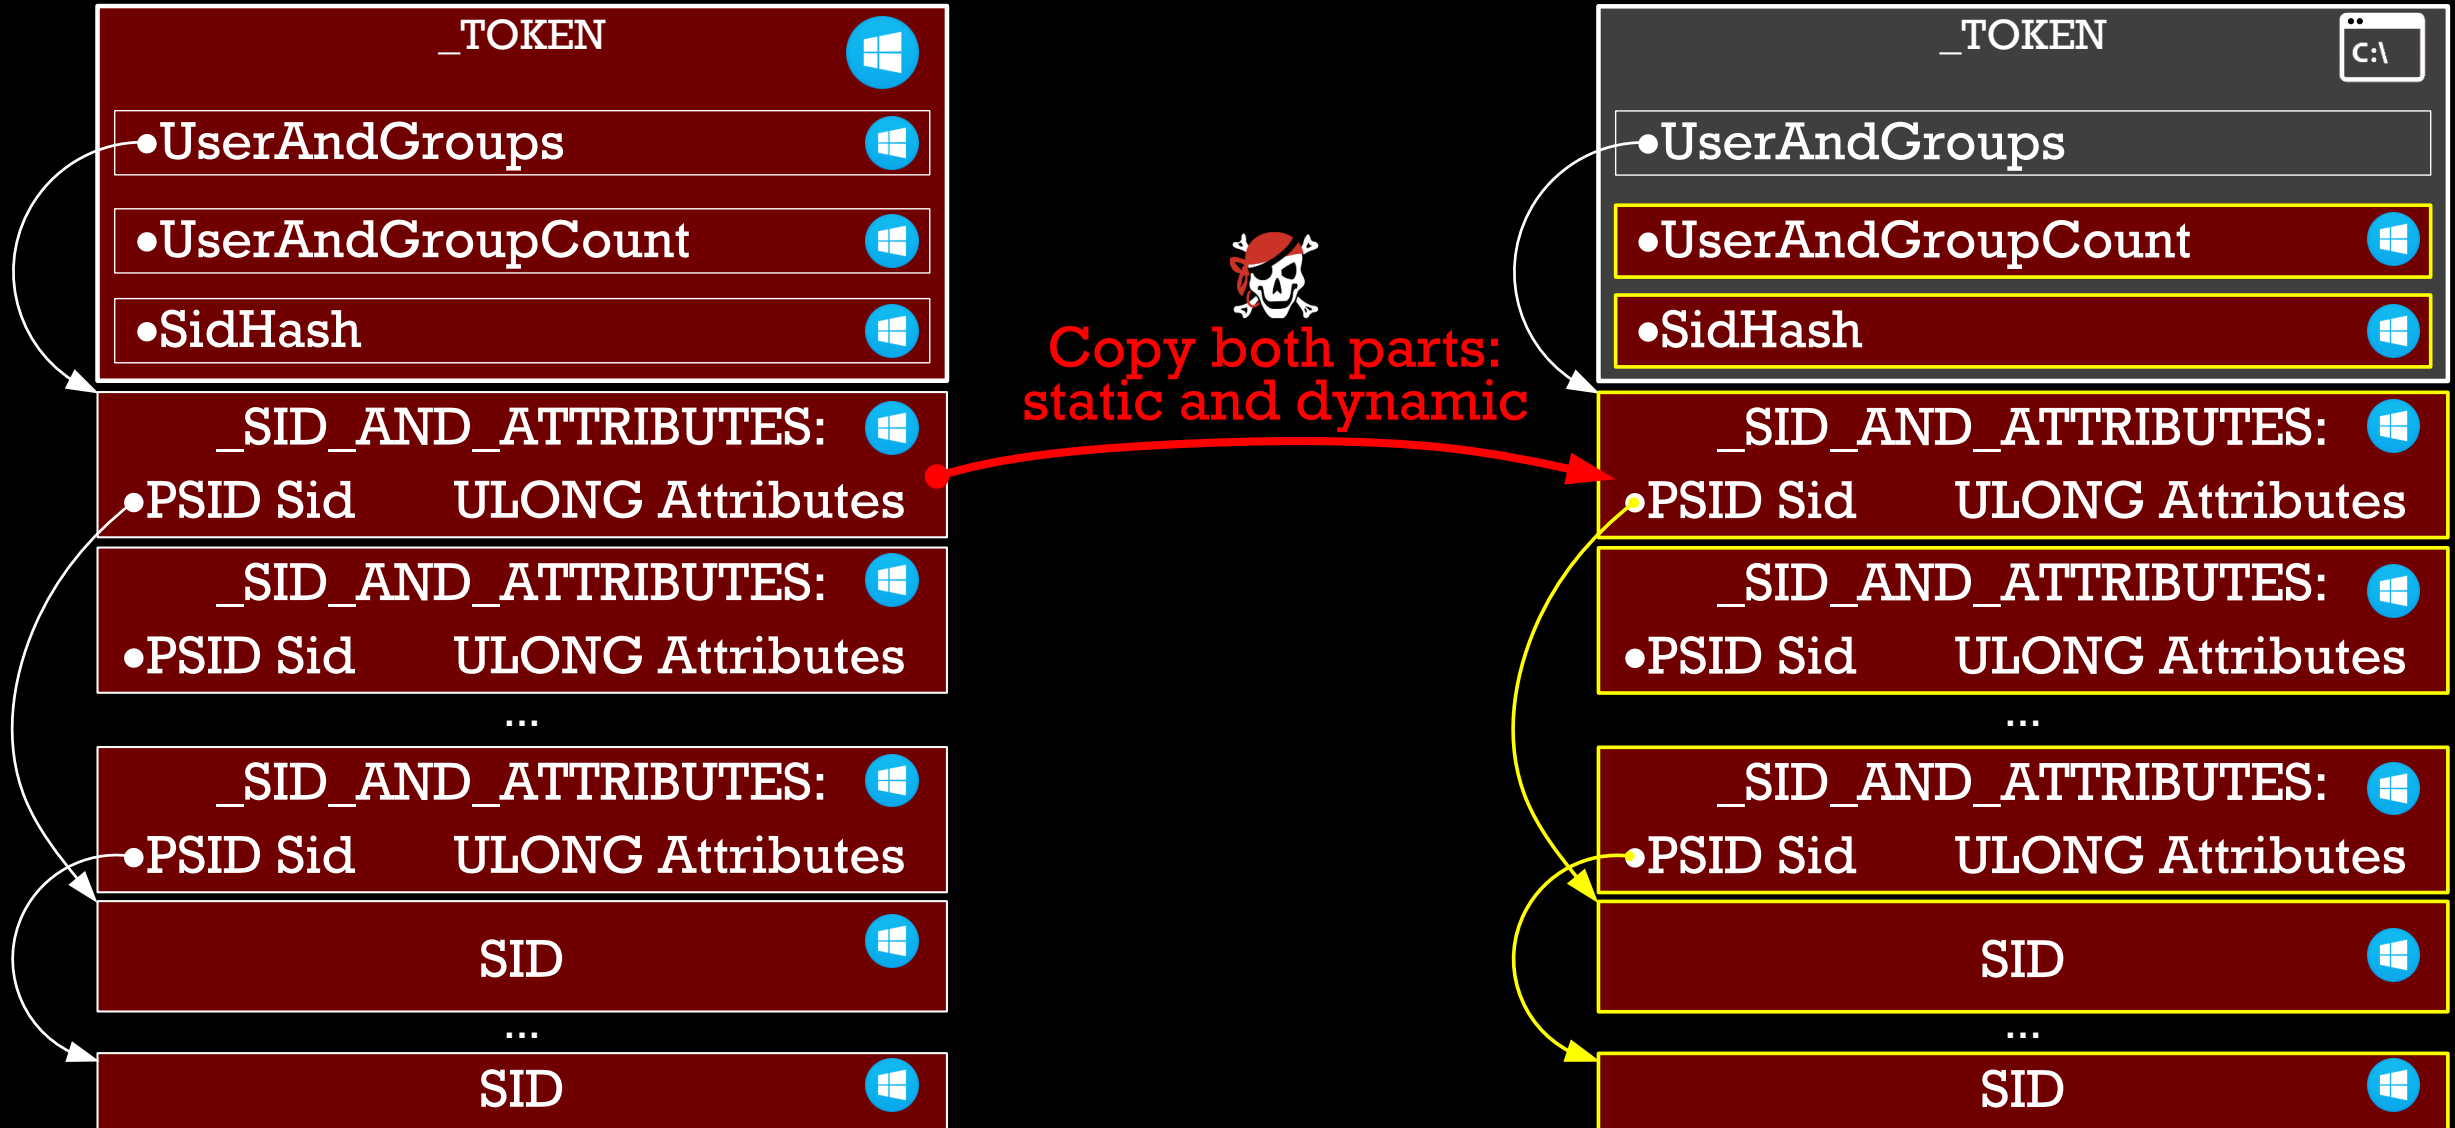 _TOKEN
•UserAndGroups
•UserAndGroupCount
•SidHash
_SID_AND_ATTRIBUTES:
•PSID Sid ULONG Attributes
_SID_AND_ATTRIBUTES:
•PSID Sid ULONG Attributes
...
_SID_AND_ATTRIBUTES:
•PSID Sid ULONG Attributes
SID
...
SID
Copy both parts:
static and dynamic
_TOKEN
C:\
•UserAndGroups
•UserAndGroupCount
•SidHash
_SID_AND_ATTRIBUTES:
•PSID Sid ULONG Attributes
_SID_AND_ATTRIBUTES:
•PSID Sid ULONG Attributes
...
_SID_AND_ATTRIBUTES:
•PSID Sid ULONG Attributes
SID
...
SID